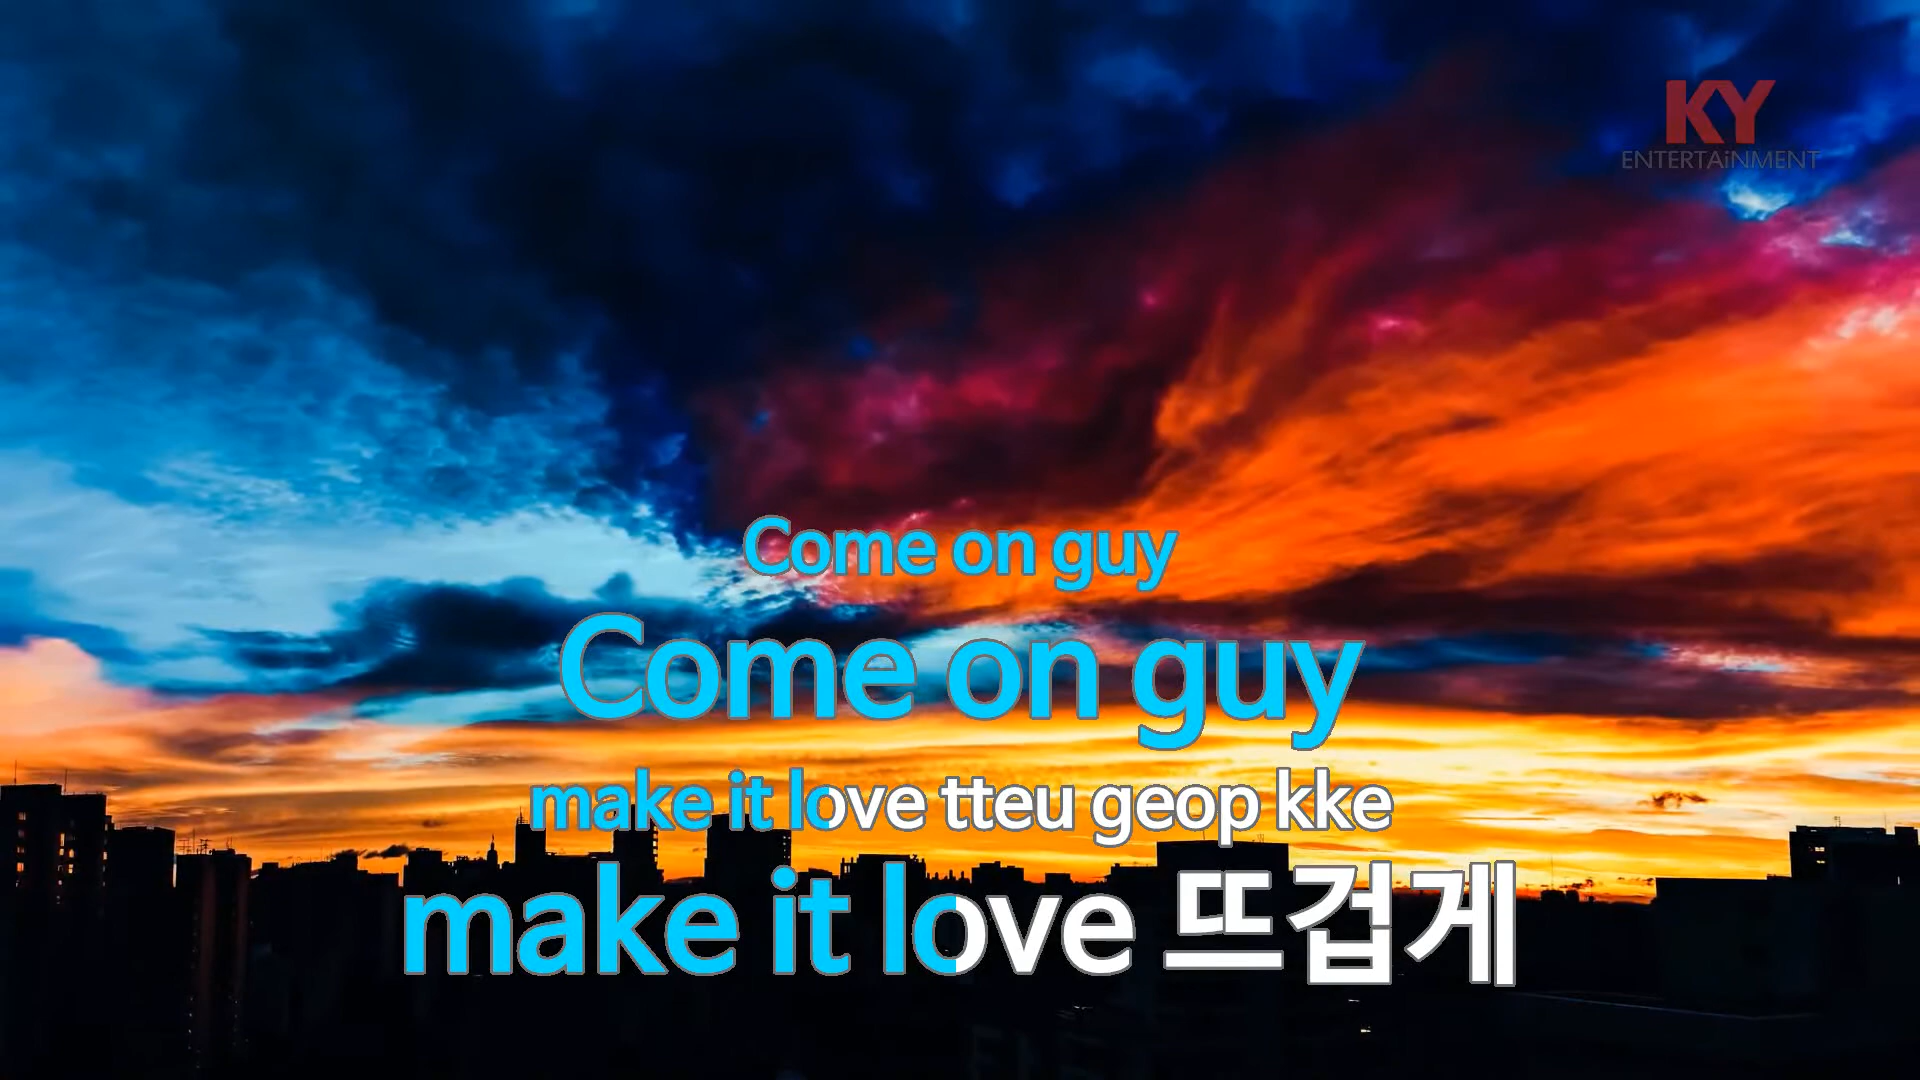 KY
ENTERTAiNMENT
Come on guy
Come on guy
make it love tteu geop kke
make it love 뜨겁게